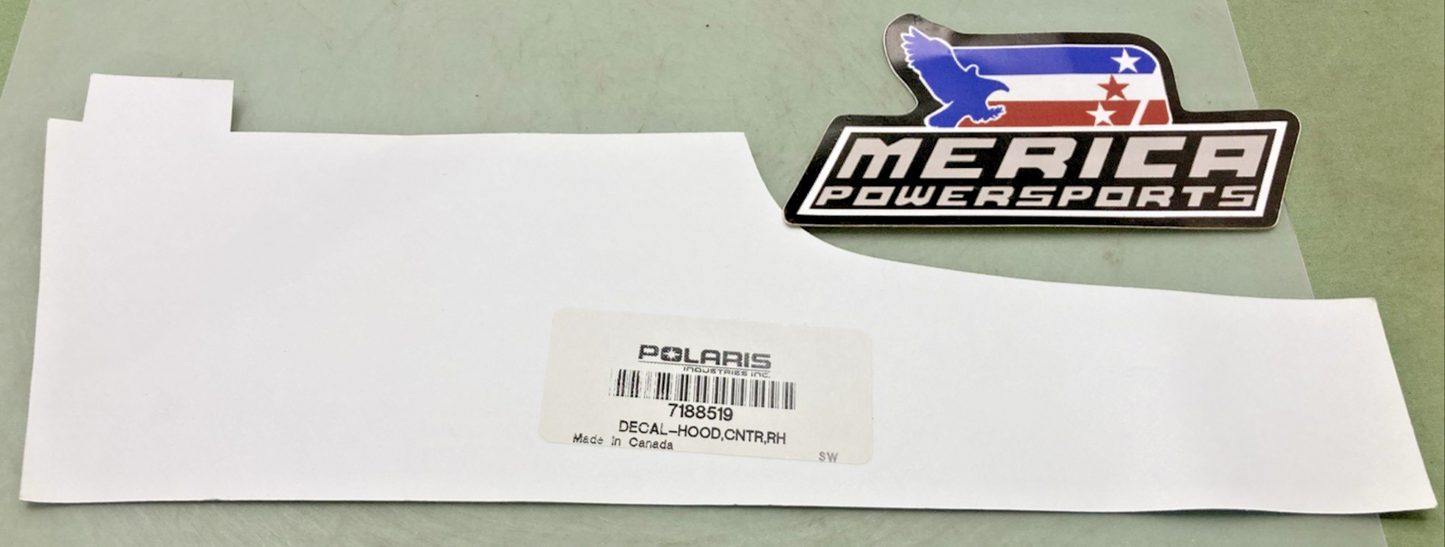 MERICA
POWERSPORTS
POLARIS
INDUSTRIES INC.
7188519
DECAL-HOOD,CNTR,RH
Made In Canada
SW